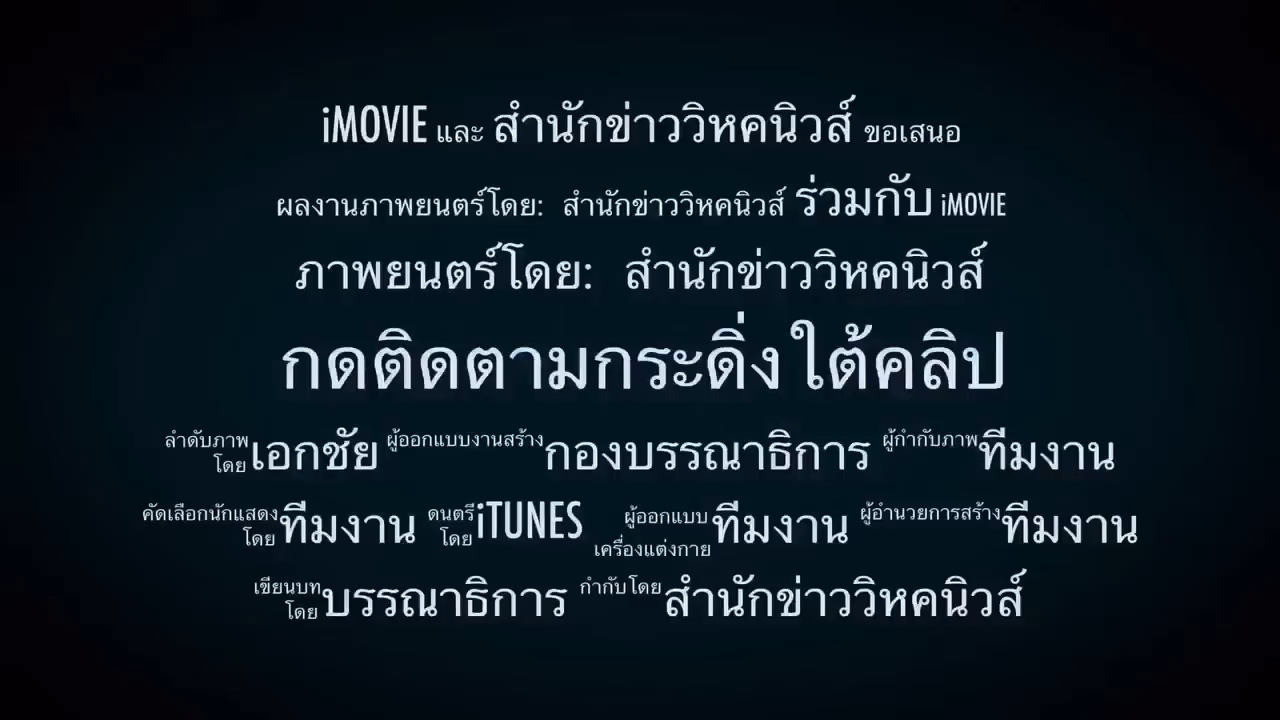 iMOVIE และ สำนักข่าววิหคนิวส์ ขอเสนอ
ผลงานภาพยนตร์โดย: สำนักข่าววิหคนิวส์ ร่วมกับ iMOVIE
ภาพยนตร์โดย: สำนักข่าววิหคนิวส์
กดติดตามกระดิ่ง ใต้คลิป
ลำดับภาพโดย เอกชัย ผู้ออกแบบงานสร้าง กองบรรณาธิการ ผู้กำกับภาพ ทีมงาน
คัดเลือกนักแสดงโดย ทีมงาน ดนตรีโดย iTUNES ผู้ออกแบบเครื่องแต่งกาย ทีมงาน ผู้อำนวยการสร้าง ทีมงาน
เขียนบทโดย บรรณาธิการ กำกับโดย สำนักข่าววิหคนิวส์